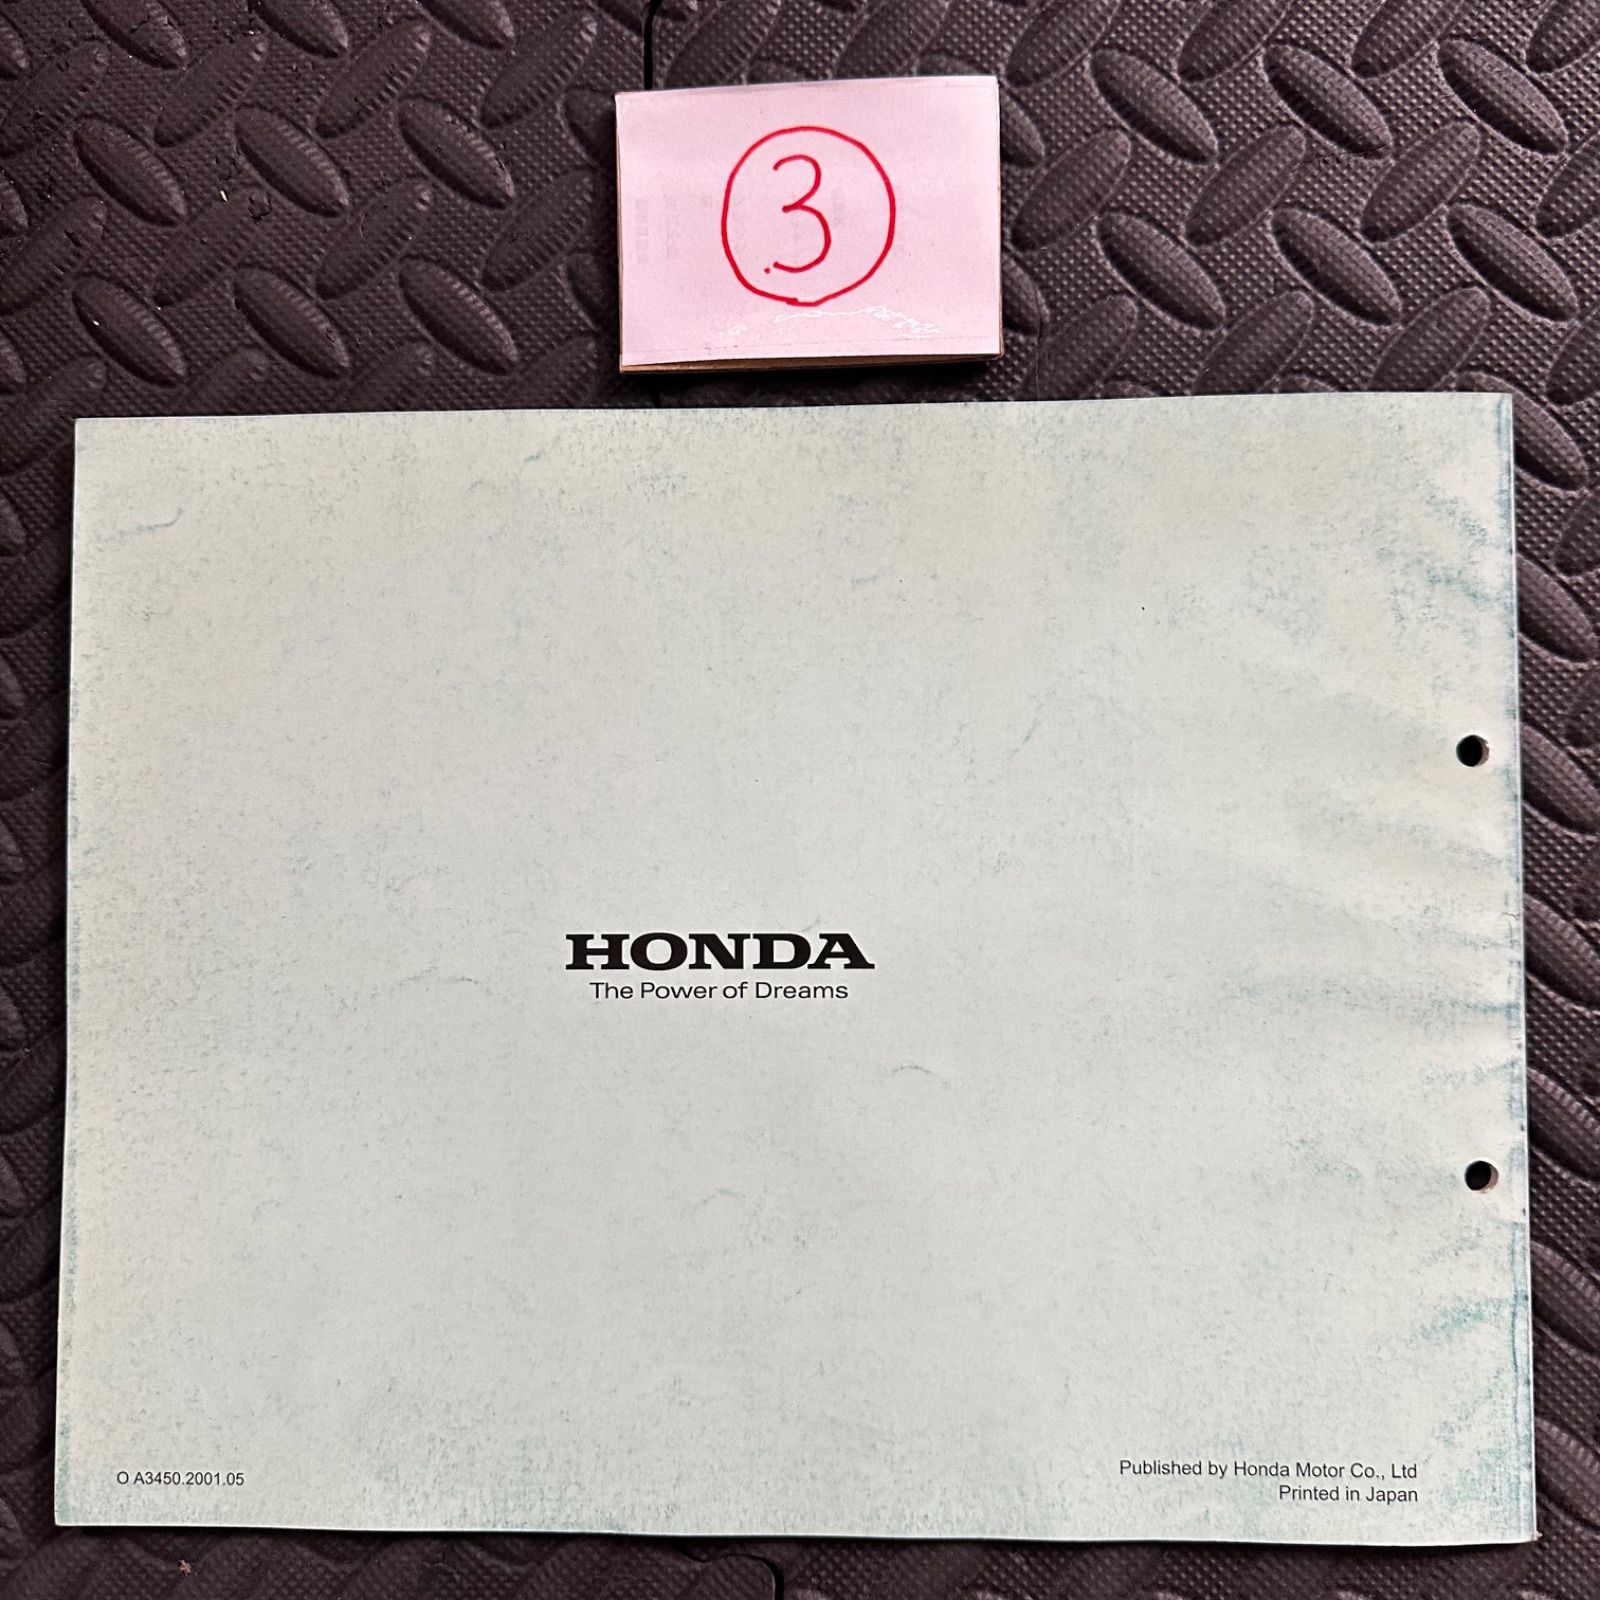 3
HONDA
The Power of Dreams
O A3450.2001.05
Published by Honda Motor Co., Ltd
Printed in Japan